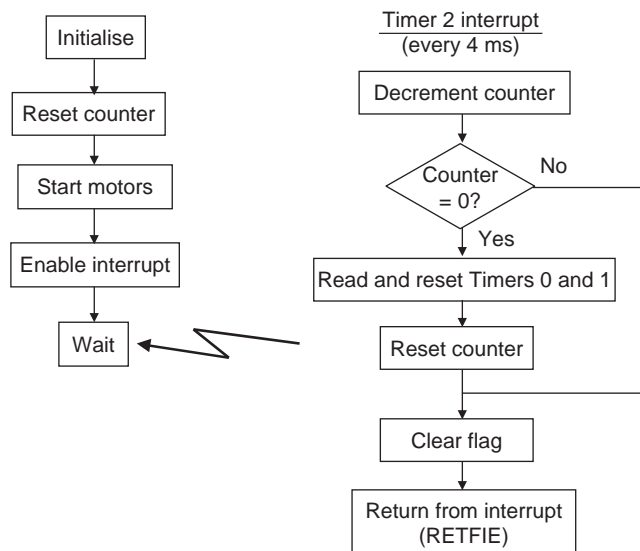 Initialise
Reset counter
Start motors
Enable interrupt
Wait
Timer 2 interrupt
(every 4 ms)
Decrement counter
Counter
= 0?
No
Yes
Read and reset Timers 0 and 1
Reset counter
Clear flag
Return from interrupt
(RETFIE)